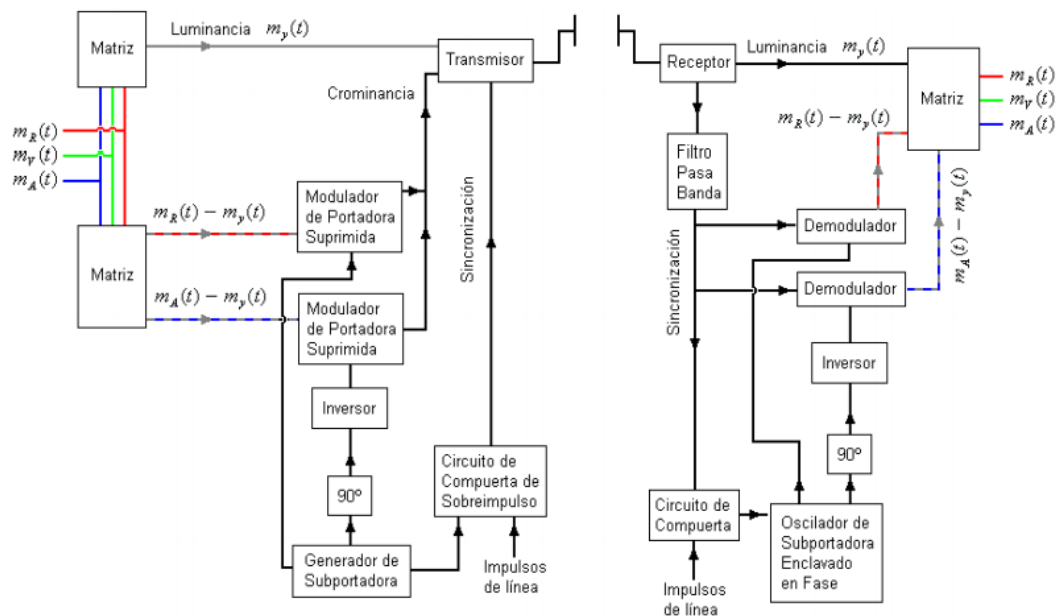 Matriz
Luminancia m_y(t)
Transmisor
Crominancia
m_R(t)
m_V(t)
m_A(t)
Matriz
m_R(t) − m_y(t)
m_A(t) − m_y(t)
Modulador
de Portadora
Suprimida
Modulador
de Portadora
Suprimida
Inversor
90º
Generador de
Subportadora
Sincronización
Circuito de
Compuerta de
Sobreimpulso
Impulsos
de línea
Receptor
Luminancia m_y(t)
Matriz
m_R(t)
m_V(t)
m_A(t)
m_R(t) − m_y(t)
Filtro
Pasa
Banda
Demodulador
m_A(t) − m_y(t)
Sincronización
Demodulador
Inversor
90º
Circuito de
Compuerta
Oscilador de
Subportadora
Enclavado
en Fase
Impulsos
de línea